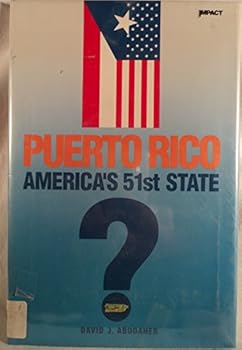 IMPACT
PUERTO RICO
AMERICA'S 51st STATE
?
DAVID J. ABODAHER